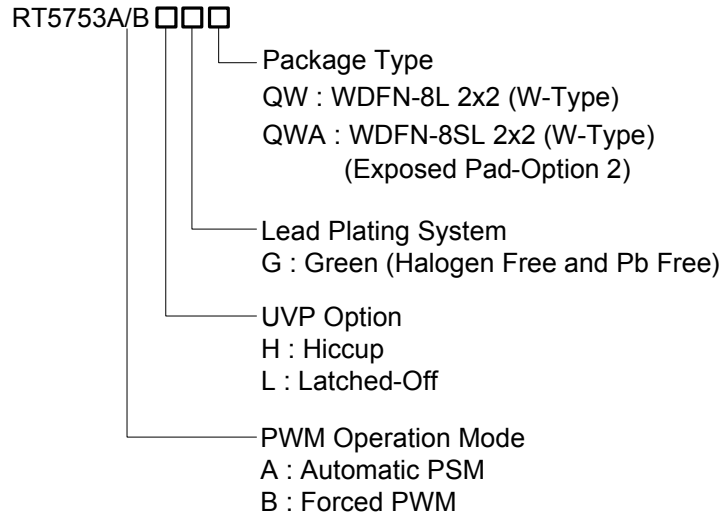 RT5753A/B
Package Type
QW : WDFN-8L 2x2 (W-Type)
QWA : WDFN-8SL 2x2 (W-Type)
(Exposed Pad-Option 2)
Lead Plating System
G : Green (Halogen Free and Pb Free)
UVP Option
H : Hiccup
L : Latched-Off
PWM Operation Mode
A : Automatic PSM
B : Forced PWM